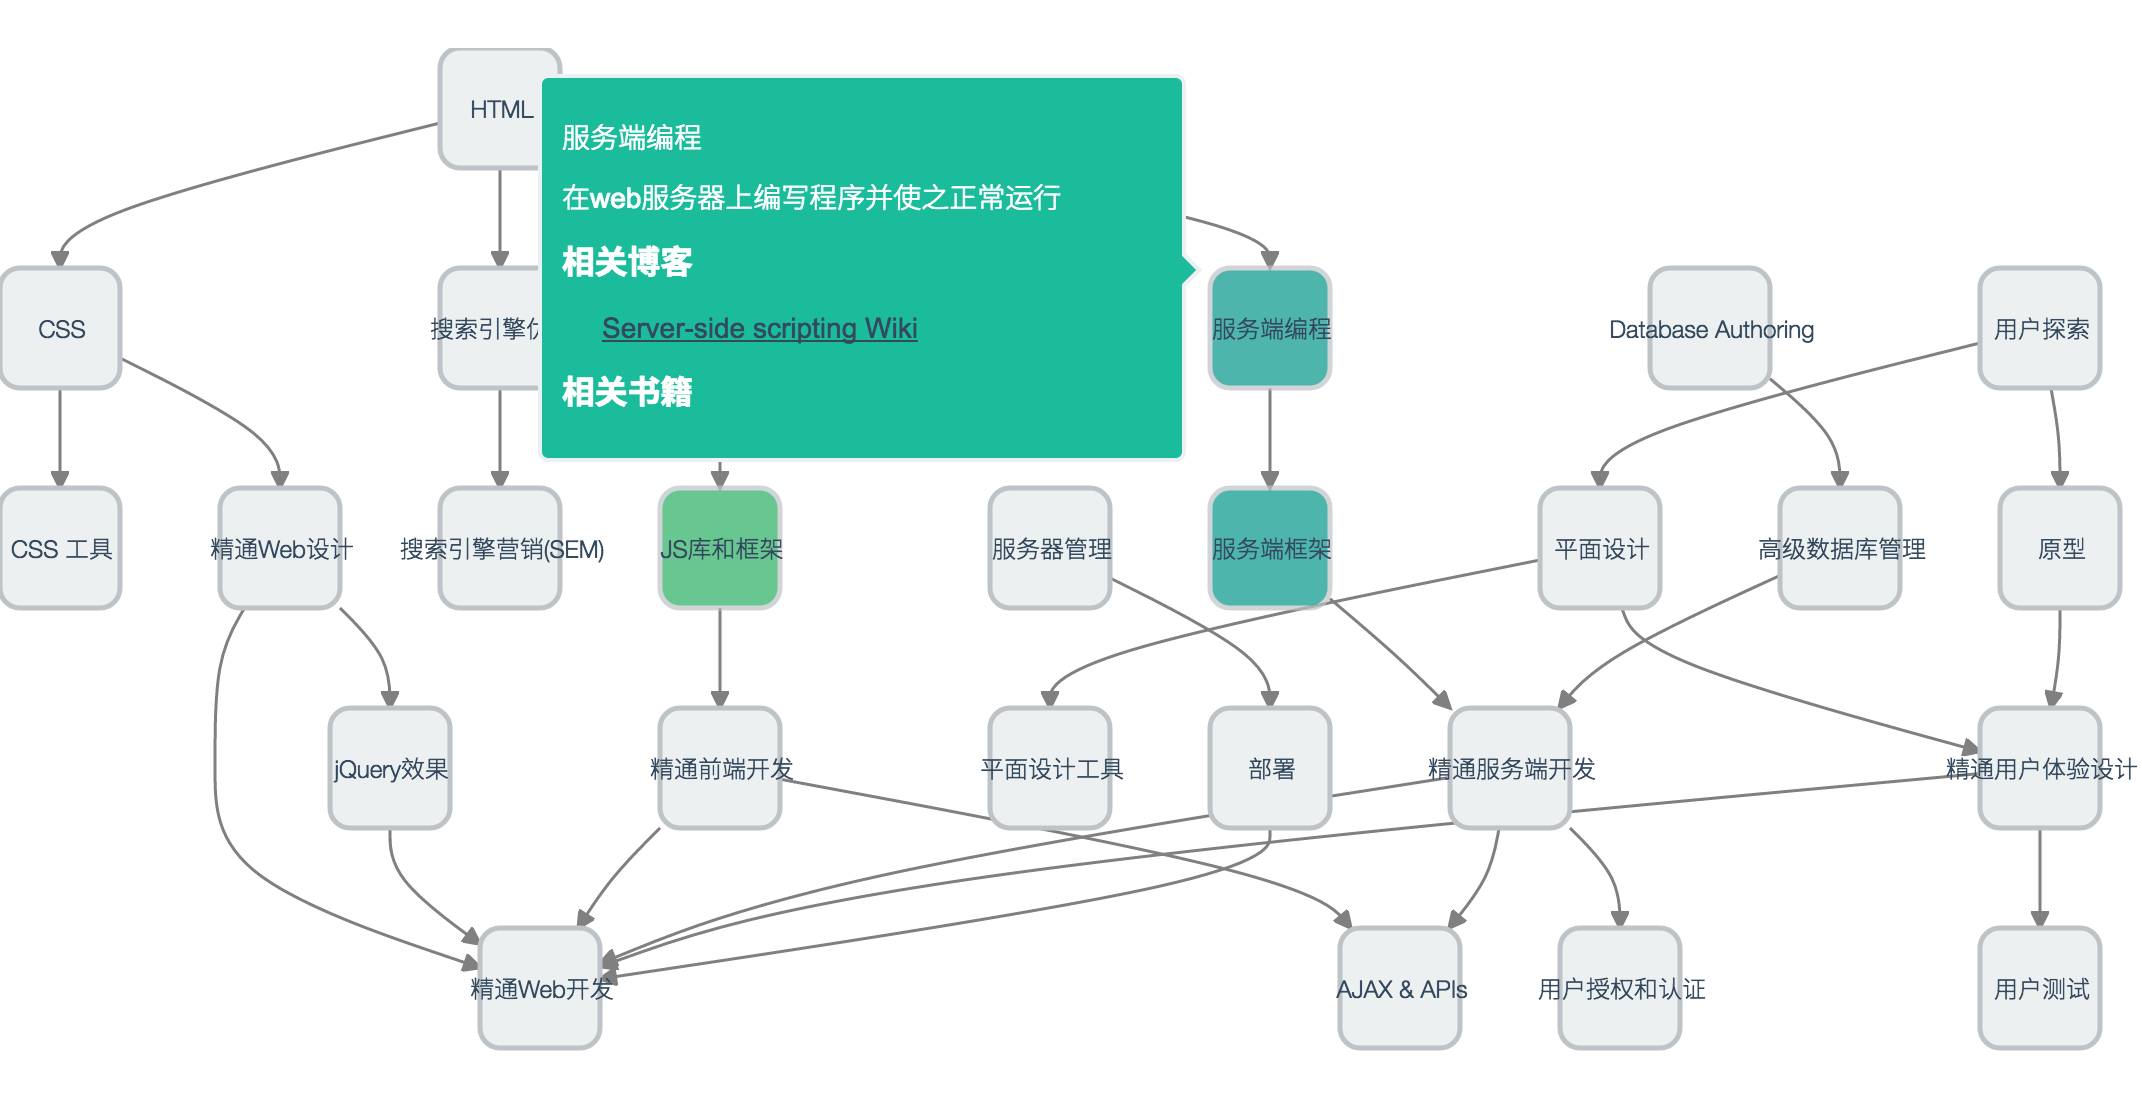 HTML
服务端编程
在web服务器上编写程序并使之正常运行
相关博客
Server-side scripting Wiki
相关书籍
CSS
搜索引擎
服务端编程
Database Authoring
用户探索
CSS 工具
精通Web设计
搜索引擎营销(SEM)
JS库和框架
服务器管理
服务端框架
平面设计
高级数据库管理
原型
jQuery效果
精通前端开发
平面设计工具
部署
精通服务端开发
精通用户体验设计
精通Web开发
AJAX & APIs
用户授权和认证
用户测试